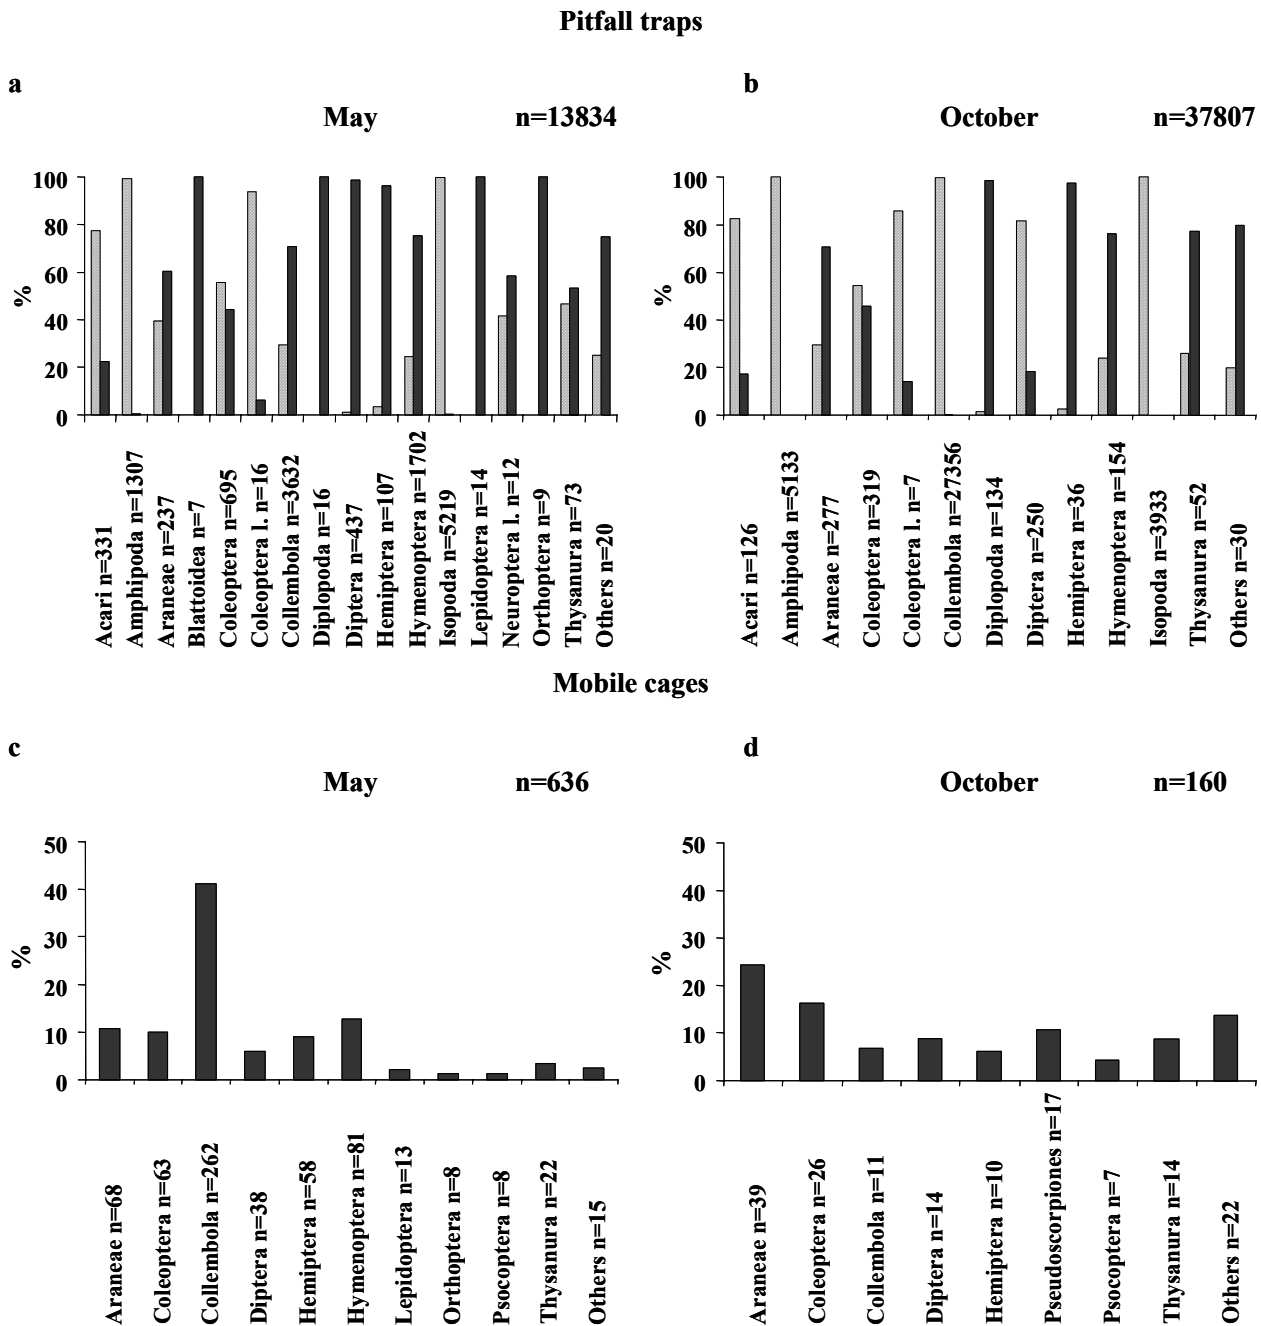 Pitfall traps
a
May n=13834
100
80
60
40
20
0
%
Acari n=331
Amphipoda n=1307
Araneae n=237
Blattoidea n=7
Coleoptera n=695
Coleoptera l. n=16
Collembola n=3632
Diplopoda n=16
Diptera n=437
Hemiptera n=107
Hymenoptera n=1702
Isopoda n=5219
Lepidoptera n=14
Neuroptera l. n=12
Orthoptera n=9
Thysanura n=73
Others n=20
b
October n=37807
100
80
60
40
20
0
%
Acari n=126
Amphipoda n=5133
Araneae n=277
Coleoptera n=319
Coleoptera l. n=7
Collembola n=27356
Diplopoda n=134
Diptera n=250
Hemiptera n=36
Hymenoptera n=154
Isopoda n=3933
Thysanura n=52
Others n=30
Mobile cages
c
May n=636
50
40
30
20
10
0
%
Araneae n=68
Coleoptera n=63
Collembola n=262
Diptera n=38
Hemiptera n=58
Hymenoptera n=81
Lepidoptera n=13
Orthoptera n=8
Psocoptera n=8
Thysanura n=22
Others n=15
d
October n=160
50
40
30
20
10
0
%
Araneae n=39
Coleoptera n=26
Collembola n=11
Diptera n=14
Hemiptera n=10
Pseudoscorpiones n=17
Psocoptera n=7
Thysanura n=14
Others n=22